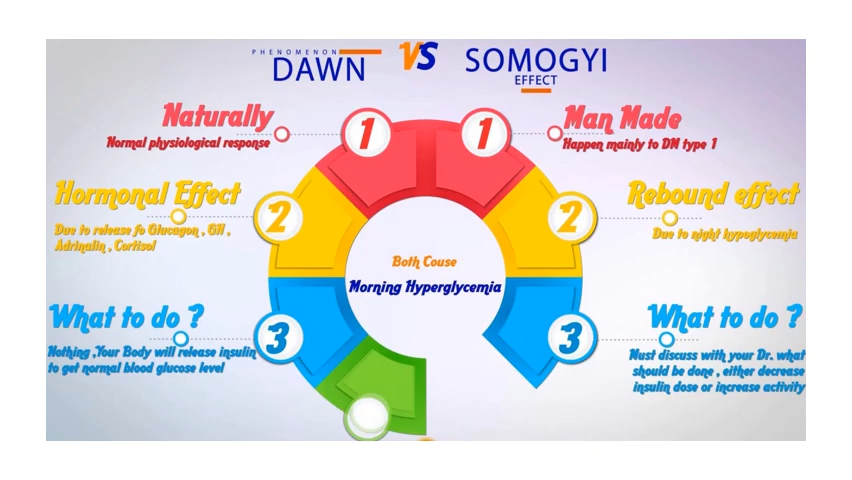 PHENOMENON
DAWN
VS
SOMOGYI
EFFECT
Naturally
Normal physiological response
1
1
Man Made
Happen mainly to DN type 1
Hormonal Effect
Due to release fo Glucagon , GH ,
Adrinalin , Cortisol
2
2
Rebound effect
Due to night hypoglycemia
Both Couse
Morning Hyperglycemia
What to do ?
Nothing ,Your Body will release insulin
to get normal blood glucose level
3
3
What to do ?
Nust discuss with your Dr. what
should be done , either decrease
insulin dose or increase activity